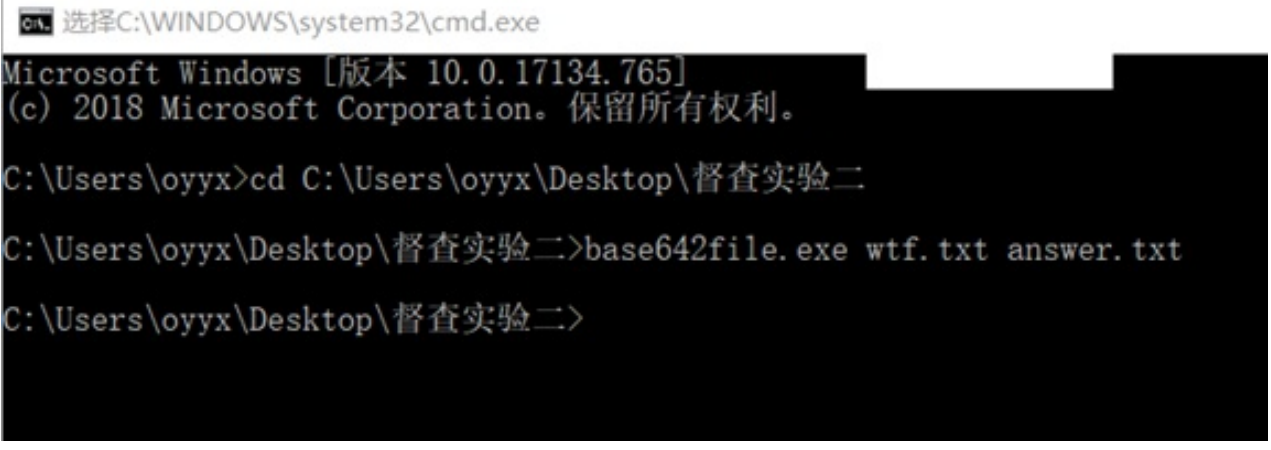 选择C:\WINDOWS\system32\cmd.exe
Microsoft Windows [版本 10.0.17134.765]
(c) 2018 Microsoft Corporation。保留所有权利。
C:\Users\oyyx>cd C:\Users\oyyx\Desktop\督查实验二
C:\Users\oyyx\Desktop\督查实验二>base642file.exe wtf.txt answer.txt
C:\Users\oyyx\Desktop\督查实验二>